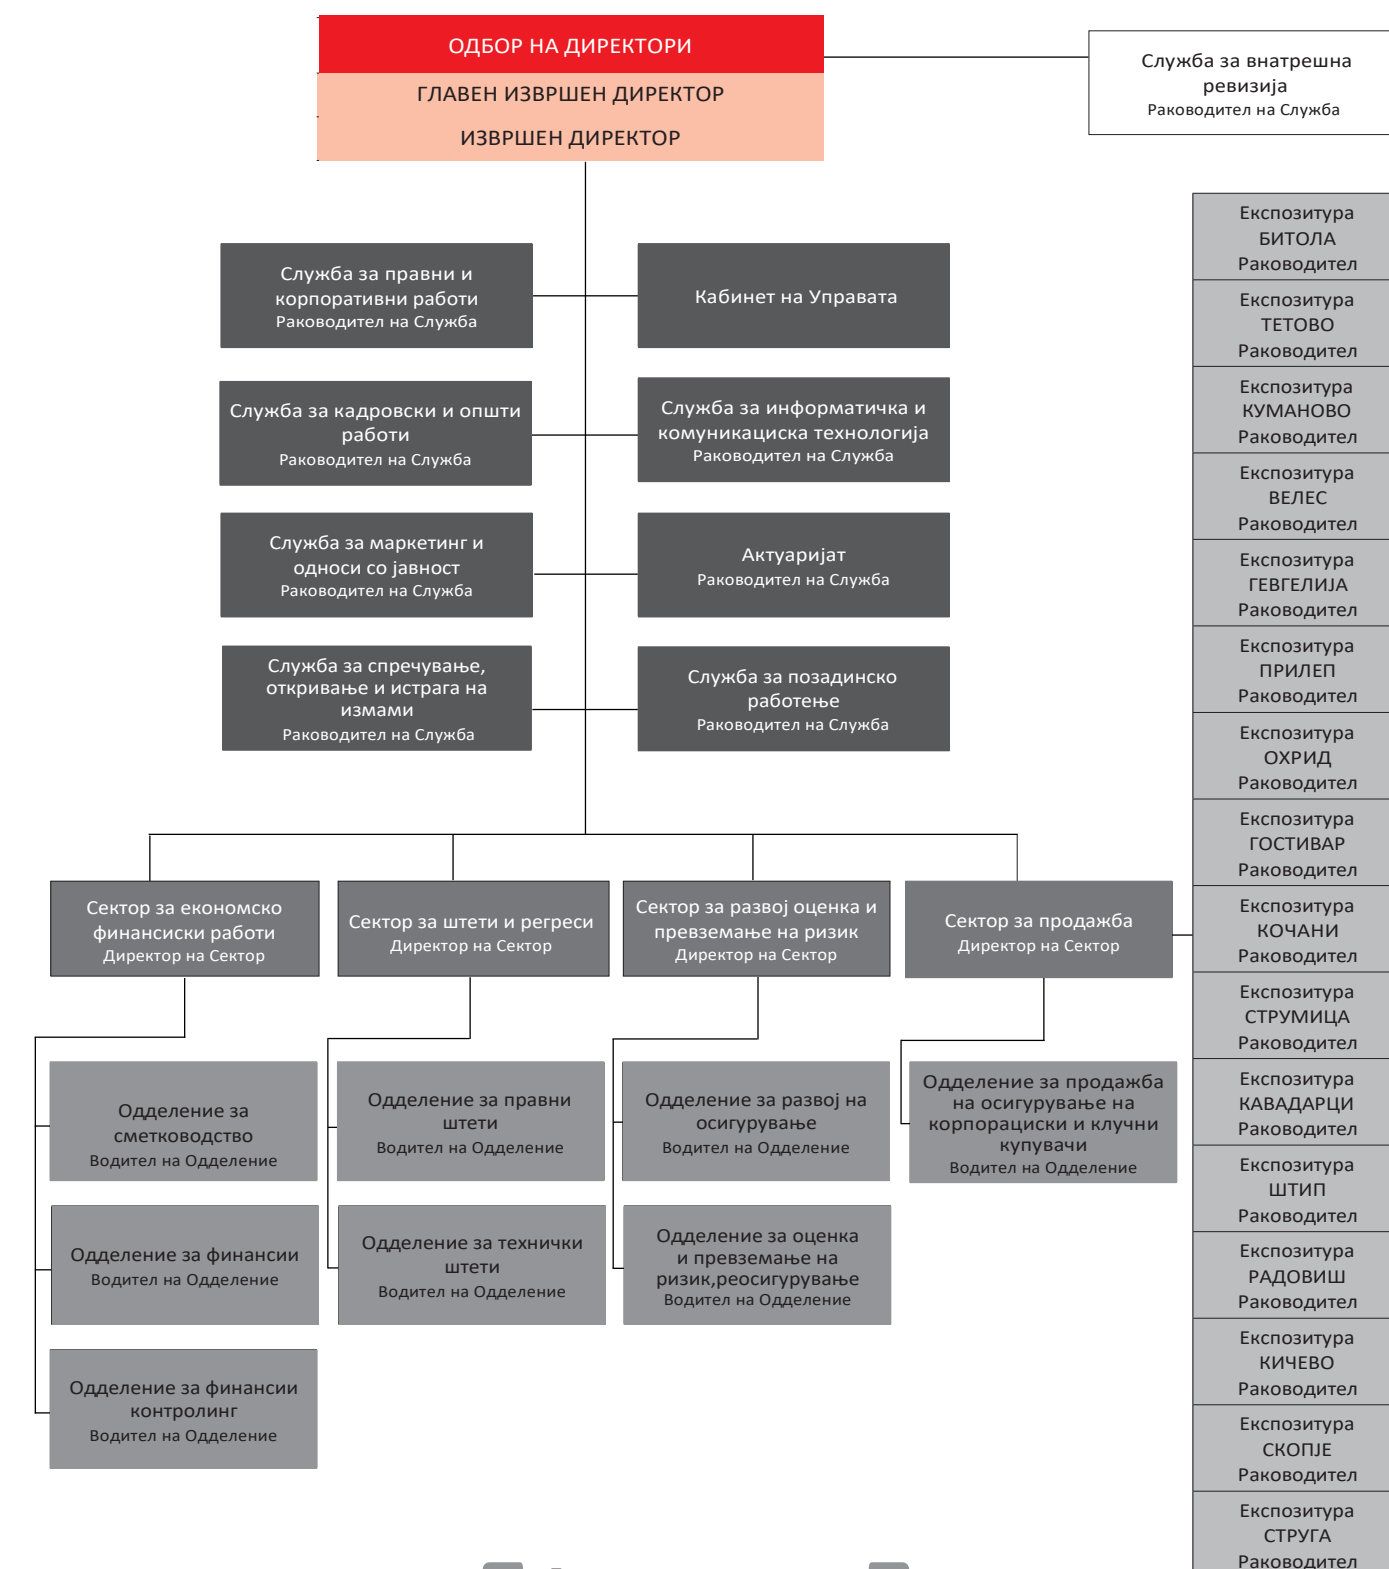 ОДБОР НА ДИРЕКТОРИ
ГЛАВЕН ИЗВРШЕН ДИРЕКТОР
ИЗВРШЕН ДИРЕКТОР
Служба за внатрешна
ревизија
Раководител на Служба
Служба за правни и
корпоративни работи
Раководител на Служба
Кабинет на Управата
Служба за кадровски и општи
работи
Раководител на Служба
Служба за информатичка и
комуникациска технологија
Раководител на Служба
Служба за маркетинг и
односи со јавност
Раководител на Служба
Актуаријат
Раководител на Служба
Служба за спречување,
откривање и истрага на
измами
Раководител на Служба
Служба за позадинско
работење
Раководител на Служба
Сектор за економско
финансиски работи
Директор на Сектор
Сектор за штети и регреси
Директор на Сектор
Сектор за развој оценка и
превземање на ризик
Директор на Сектор
Сектор за продажба
Директор на Сектор
Одделение за
сметководство
Водител на Одделение
Одделение за правни
штети
Водител на Одделение
Одделение за развој на
осигурување
Водител на Одделение
Одделение за продажба
на осигурување на
корпорациски и клучни
купувачи
Водител на Одделение
Одделение за финансии
Водител на Одделение
Одделение за технички
штети
Водител на Одделение
Одделение за оценка
и превземање на
ризик,реосигурување
Водител на Одделение
Одделение за финансии
контролинг
Водител на Одделение
Експозитура
БИТОЛА
Раководител
Експозитура
ТЕТОВО
Раководител
Експозитура
КУМАНОВО
Раководител
Експозитура
ВЕЛЕС
Раководител
Експозитура
ГЕВГЕЛИЈА
Раководител
Експозитура
ПРИЛЕП
Раководител
Експозитура
ОХРИД
Раководител
Експозитура
ГОСТИВАР
Раководител
Експозитура
КОЧАНИ
Раководител
Експозитура
СТРУМИЦА
Раководител
Експозитура
КАВАДАРЦИ
Раководител
Експозитура
ШТИП
Раководител
Експозитура
РАДОВИШ
Раководител
Експозитура
КИЧЕВО
Раководител
Експозитура
СКОПЈЕ
Раководител
Експозитура
СТРУГА
Раководител